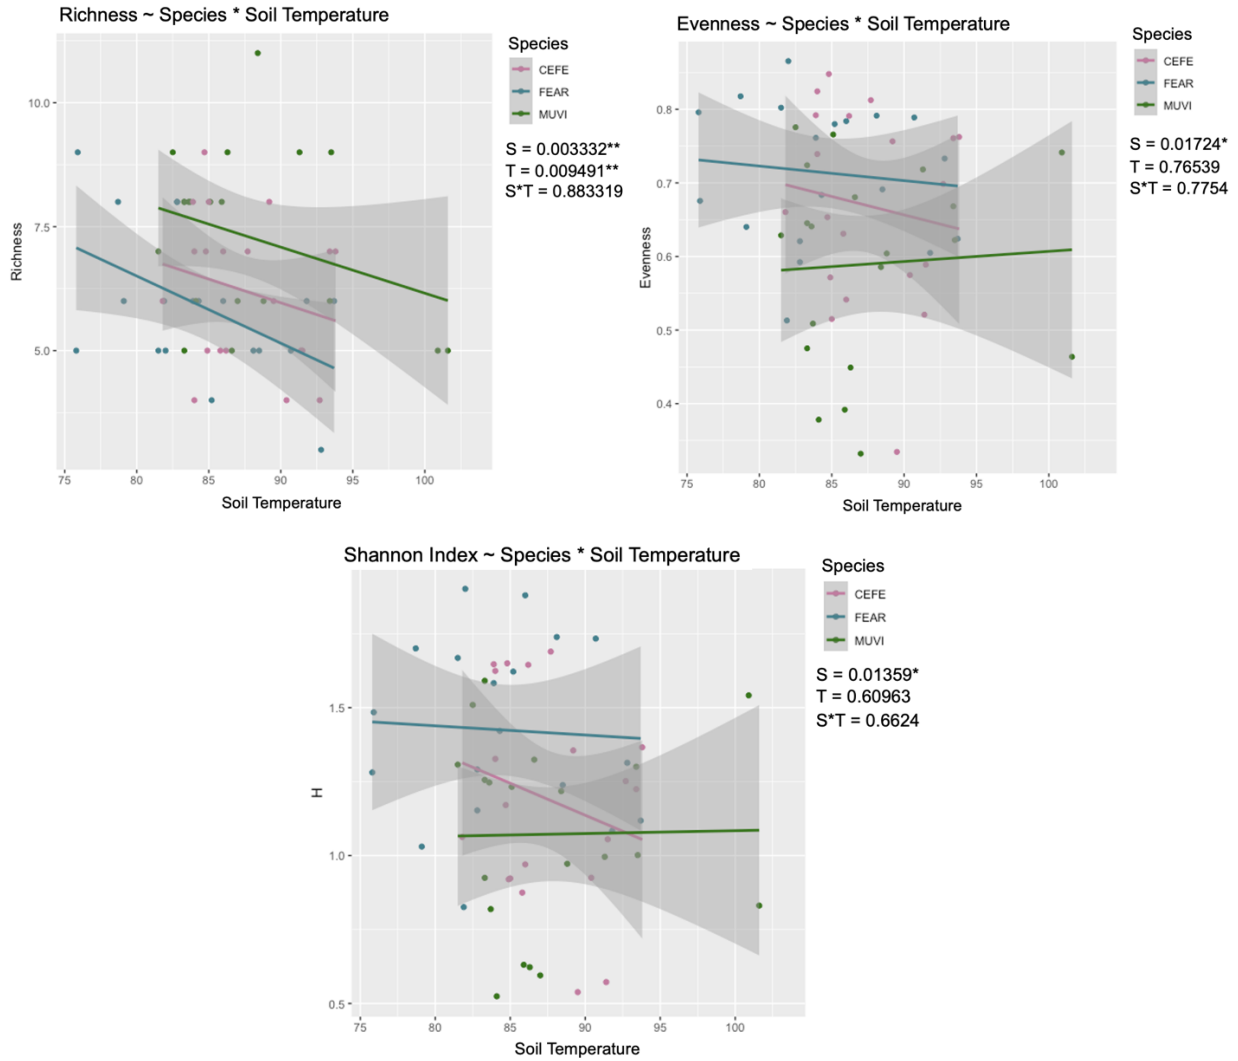 Richness ~ Species * Soil Temperature
Species
CEFE
FEAR
MUVI
S = 0.003332**
T = 0.009491**
S*T = 0.883319
10.0
7.5
5.0
Richness
75 80 85 90 95 100
Soil Temperature
Evenness ~ Species * Soil Temperature
Species
CEFE
FEAR
MUVI
S = 0.01724*
T = 0.76539
S*T = 0.7754
0.8
0.7
0.6
0.5
0.4
Evenness
75 80 85 90 95 100
Soil Temperature
Shannon Index ~ Species * Soil Temperature
Species
CEFE
FEAR
MUVI
S = 0.01359*
T = 0.60963
S*T = 0.6624
1.5
1.0
0.5
H
75 80 85 90 95 100
Soil Temperature